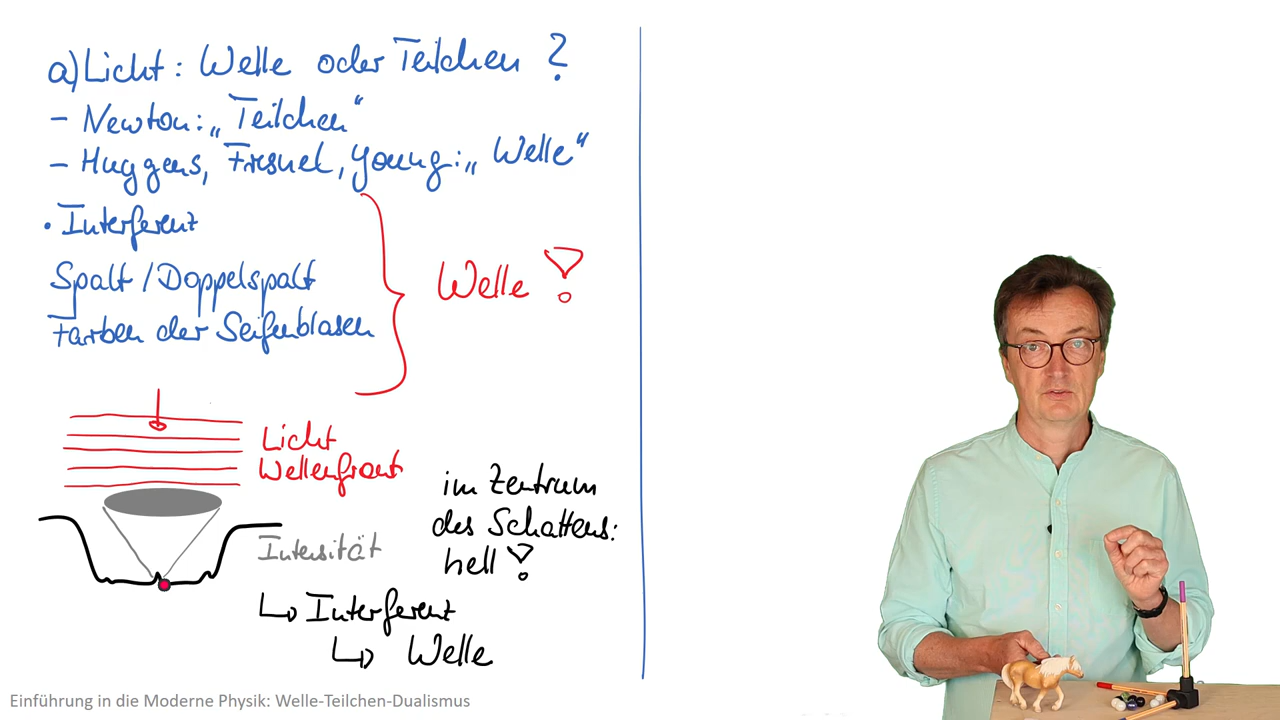 a) Licht: Welle oder Teilchen?
- Newton: „Teilchen"
- Huygens, Fresnel, Young: „Welle"
• Interferenz
Spalt / Doppelspalt
Farben der Seifenblasen
Welle!
Licht
Wellenfront
im Zentrum
des Schattens:
hell!
Intensität
↳ Interferenz
↳ Welle
Einführung in die Moderne Physik: Welle-Teilchen-Dualismus